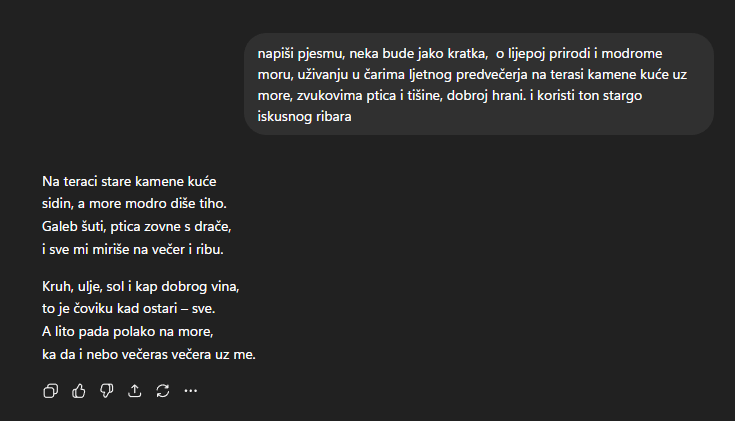 napiši pjesmu, neka bude jako kratka,  o lijepoj prirodi i modrome
moru, uživanju u čarima ljetnog predvečerja na terasi kamene kuće uz
more, zvukovima ptica i tišine, dobroj hrani. i koristi ton stargo
iskusnog ribara
Na teraci stare kamene kuće
sidin, a more modro diše tiho.
Galeb šuti, ptica zovne s drače,
i sve mi miriše na večer i ribu.
Kruh, ulje, sol i kap dobrog vina,
to je čoviku kad ostari – sve.
A lito pada polako na more,
ka da i nebo večeras večera uz me.